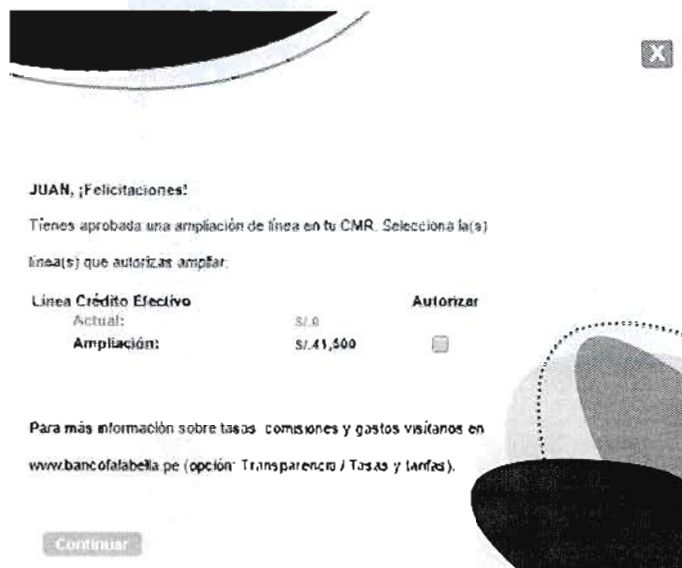 X
JUAN, ¡Felicitaciones!
Tienes aprobada una ampliación de línea en tu CMR. Selecciona la(s)
línea(s) que autorizas ampliar:
Línea Crédito Efectivo Autorizar
Actual: S/.0
Ampliación: S/.41,500
Para más información sobre tasas comisiones y gastos visítanos en
www.bancofalabella.pe (opción: Transparencia / Tasas y tarifas).
Continuar